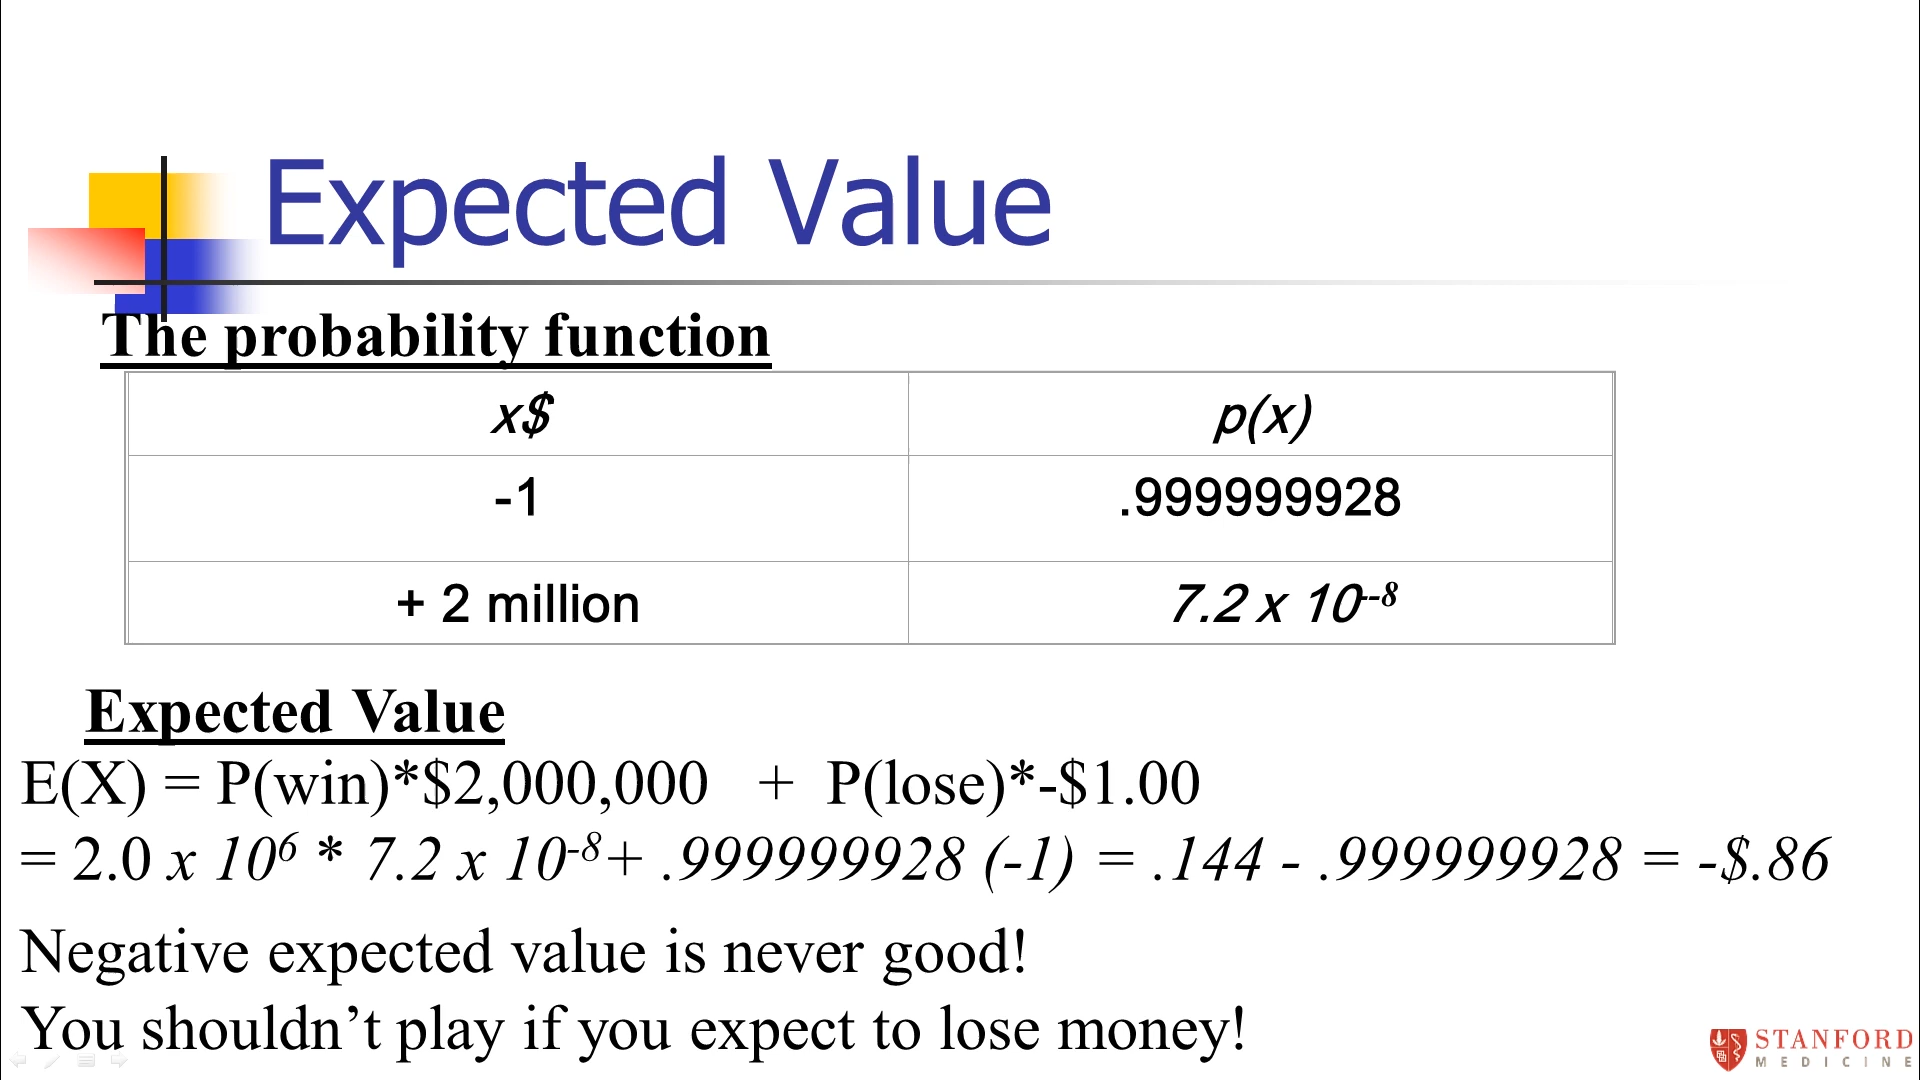 Expected Value
The probability function
x$ p(x)
-1 .999999928
+ 2 million 7.2 x 10⁻⁻⁸
Expected Value
E(X) = P(win)*$2,000,000 + P(lose)*-$1.00
= 2.0 x 10⁶ * 7.2 x 10⁻⁸+ .999999928 (-1) = .144 - .999999928 = -$.86
Negative expected value is never good!
You shouldn’t play if you expect to lose money!
STANFORD
MEDICINE